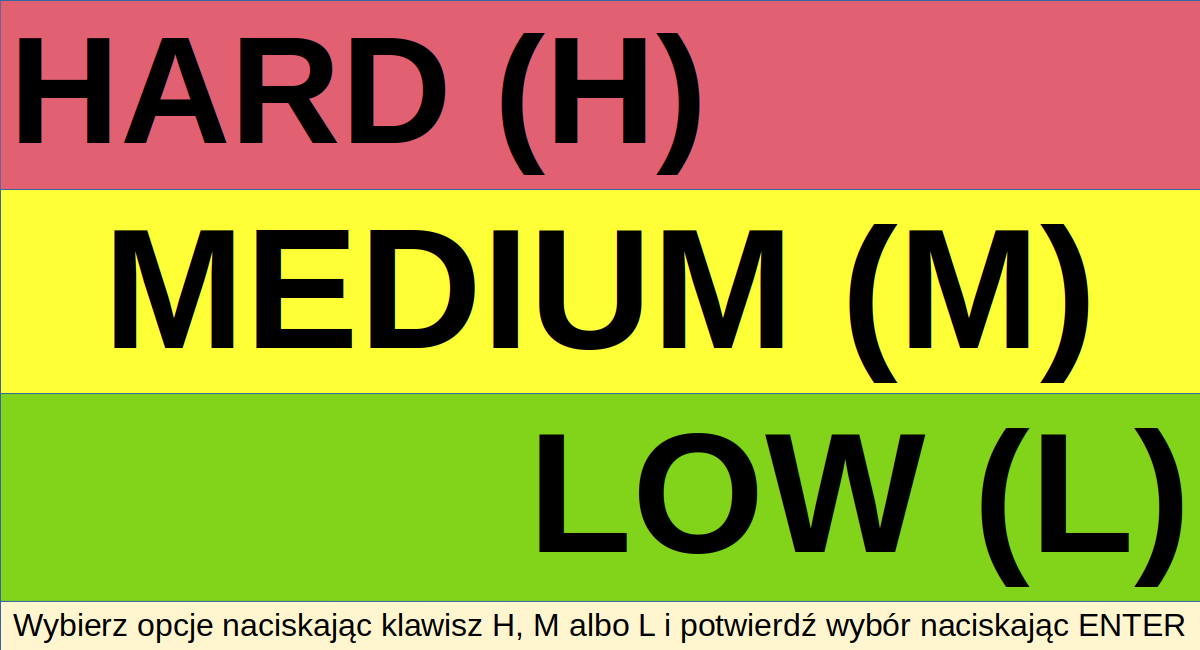 HARD (H)
MEDIUM (M)
LOW (L)
Wybierz opcje naciskając klawisz H, M albo L i potwierdź wybór naciskając ENTER